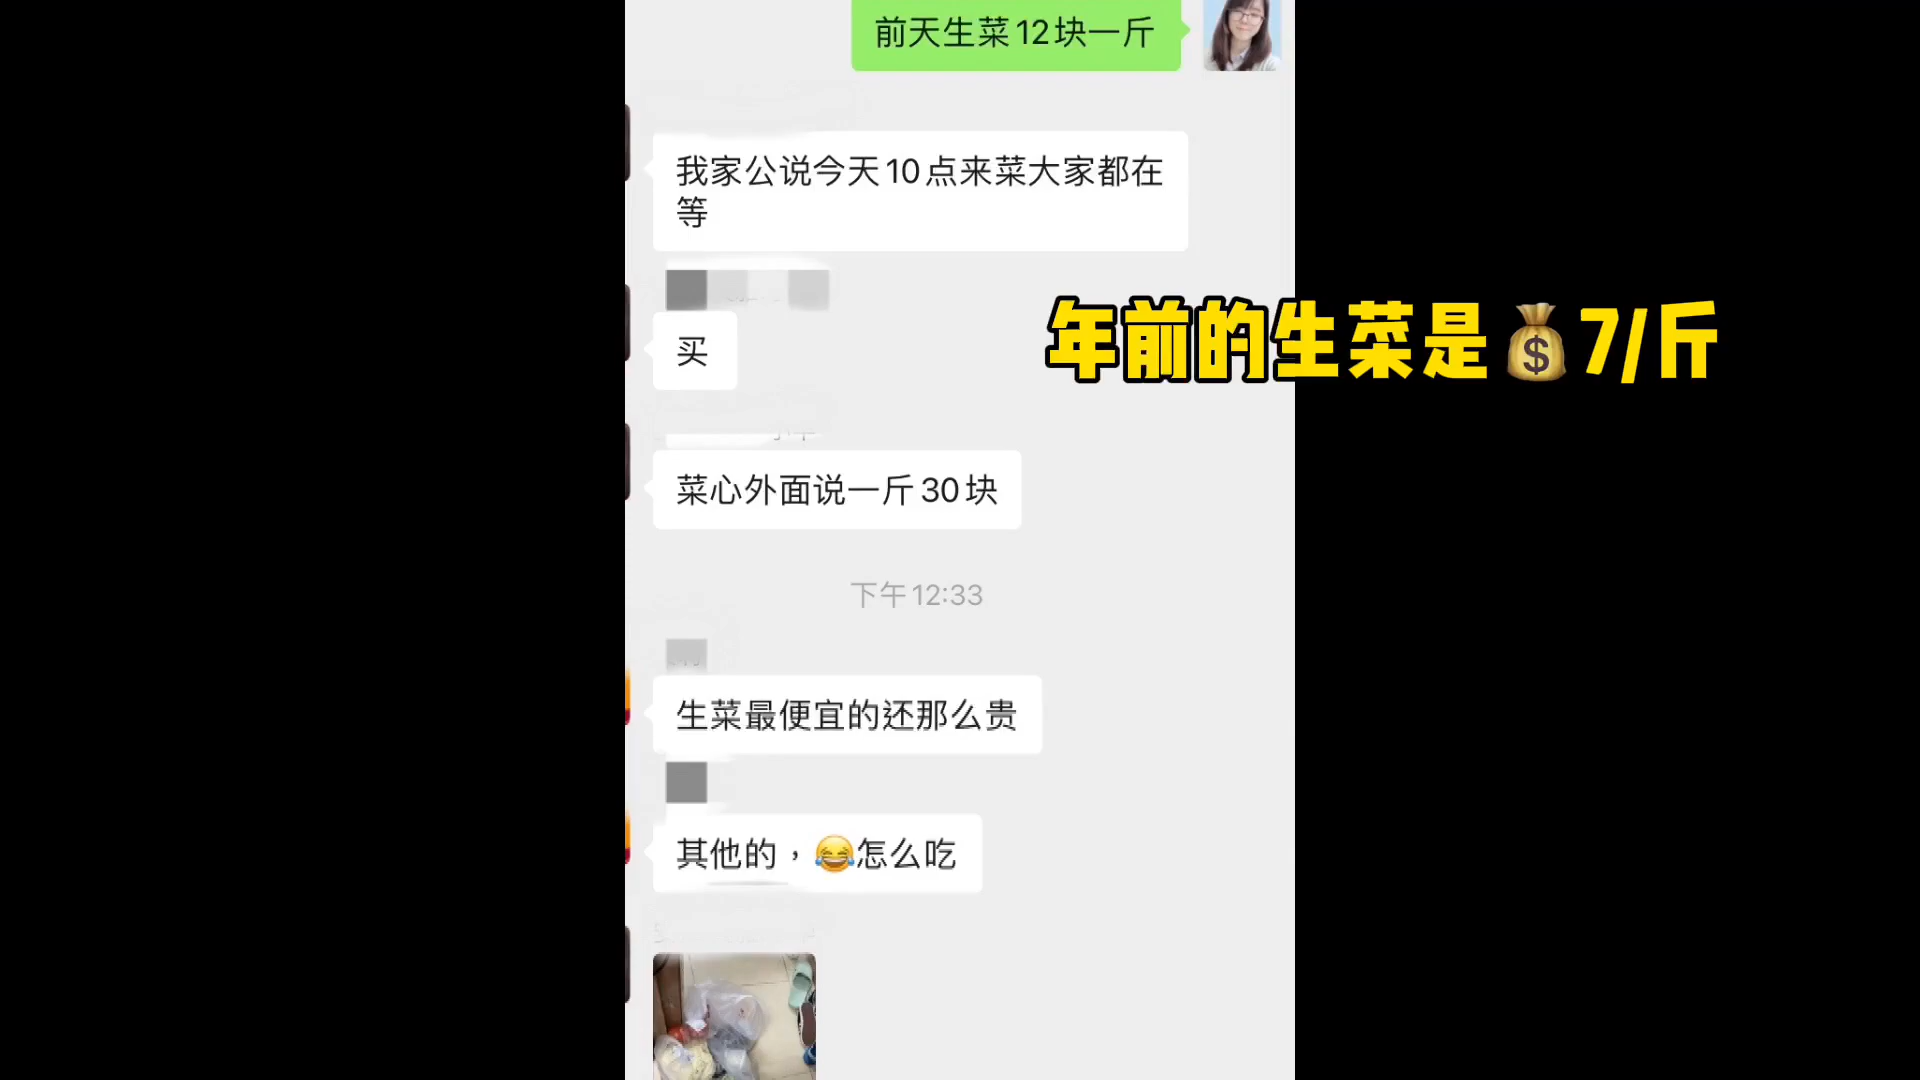 前天生菜12块一斤
我家公说今天10点来菜大家都在
等
买
年前的生菜是💰7/斤
菜心外面说一斤30块
下午12:33
生菜最便宜的还那么贵
其他的，😂怎么吃